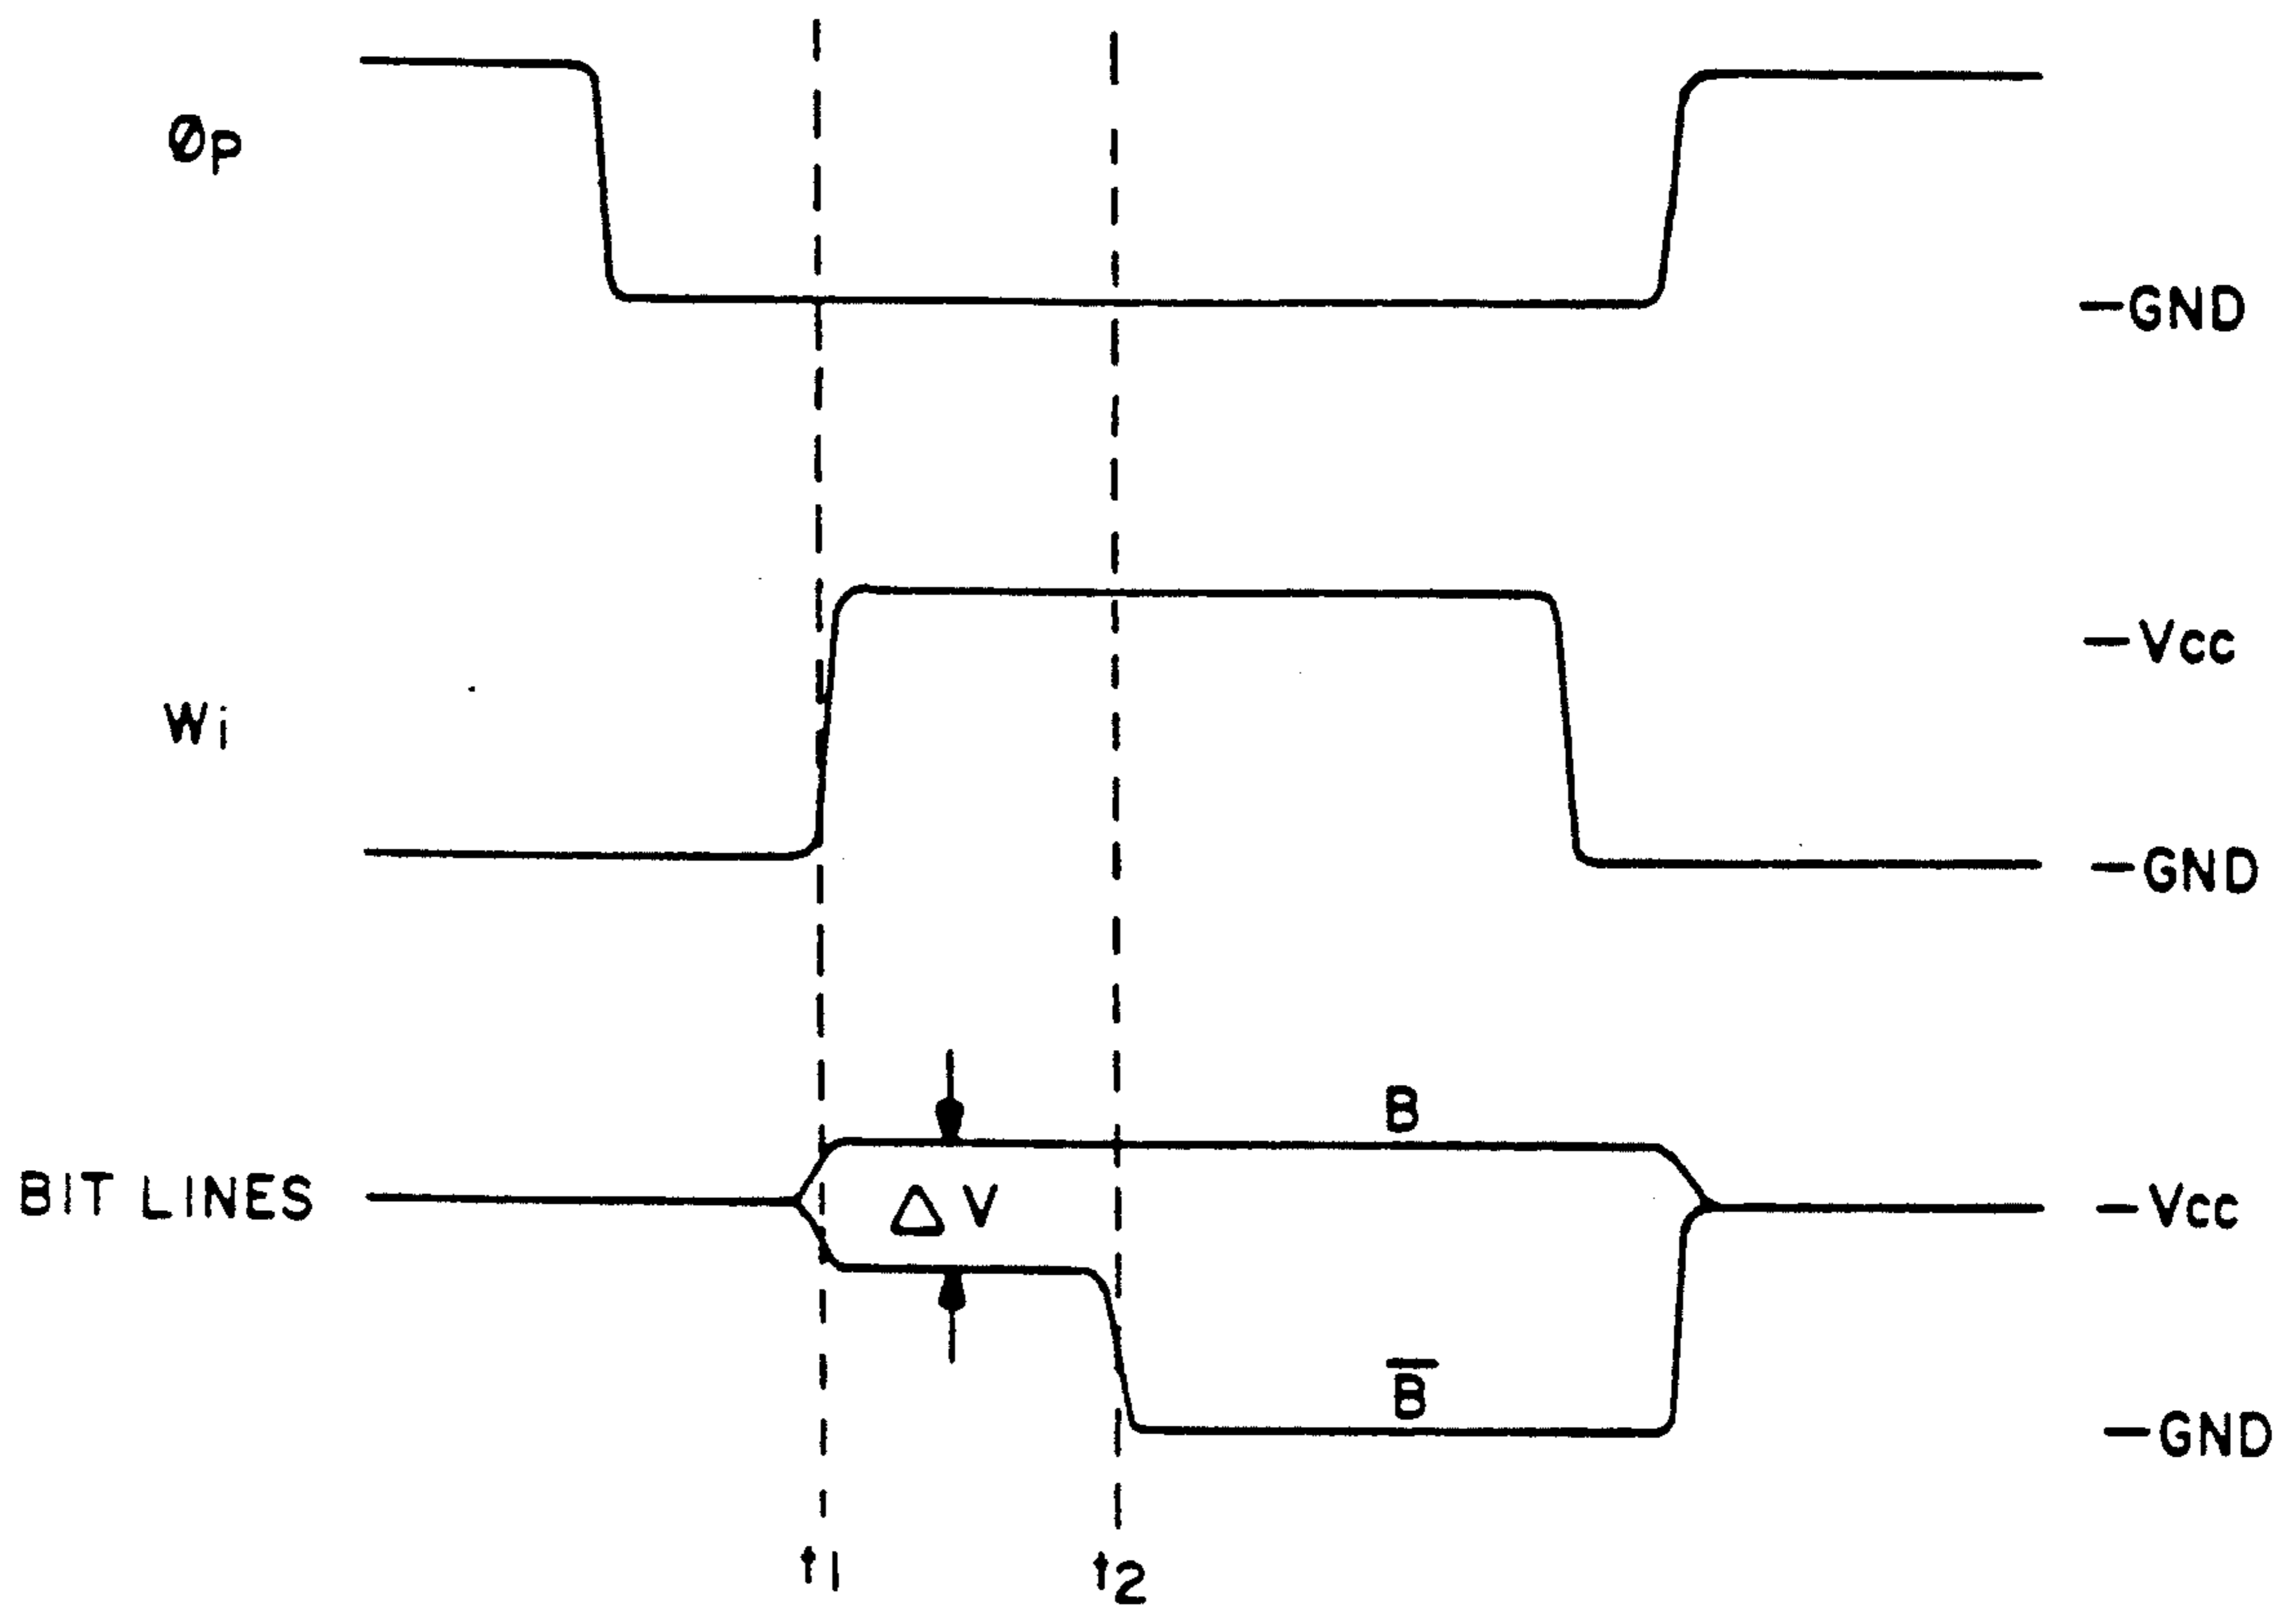 Øp
-GND
-Vcc
Wi
-GND
B
BIT LINES
ΔV
-Vcc
B̅
-GND
t1
t2